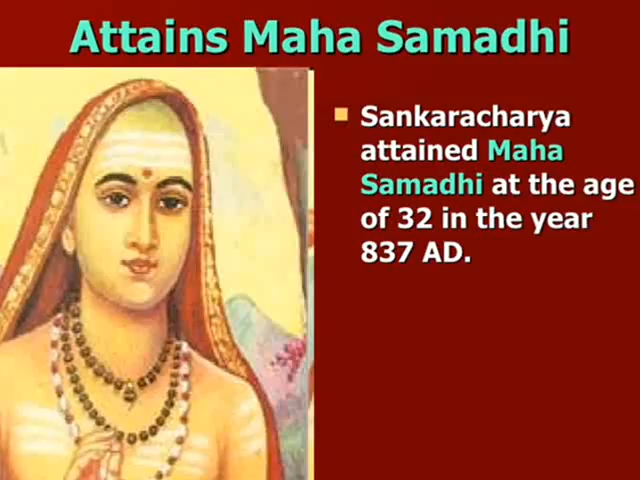 Attains Maha Samadhi
Sankaracharya
attained Maha
Samadhi at the age
of 32 in the year
837 AD.